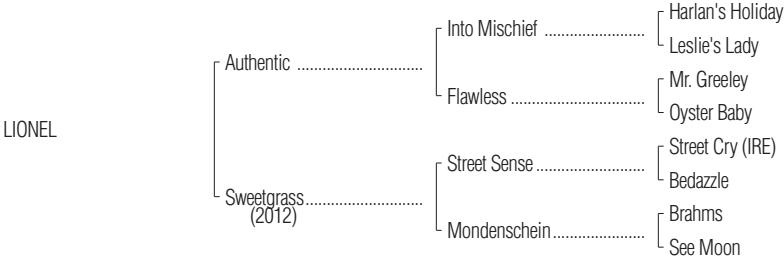 Harlan's Holiday
Into Mischief ........................
Leslie's Lady
Authentic ..............................
Mr. Greeley
Flawless ................................
Oyster Baby
LIONEL
Street Cry (IRE)
Street Sense ..........................
Bedazzle
Sweetgrass............................
(2012)
Brahms
Mondenschein......................
See Moon